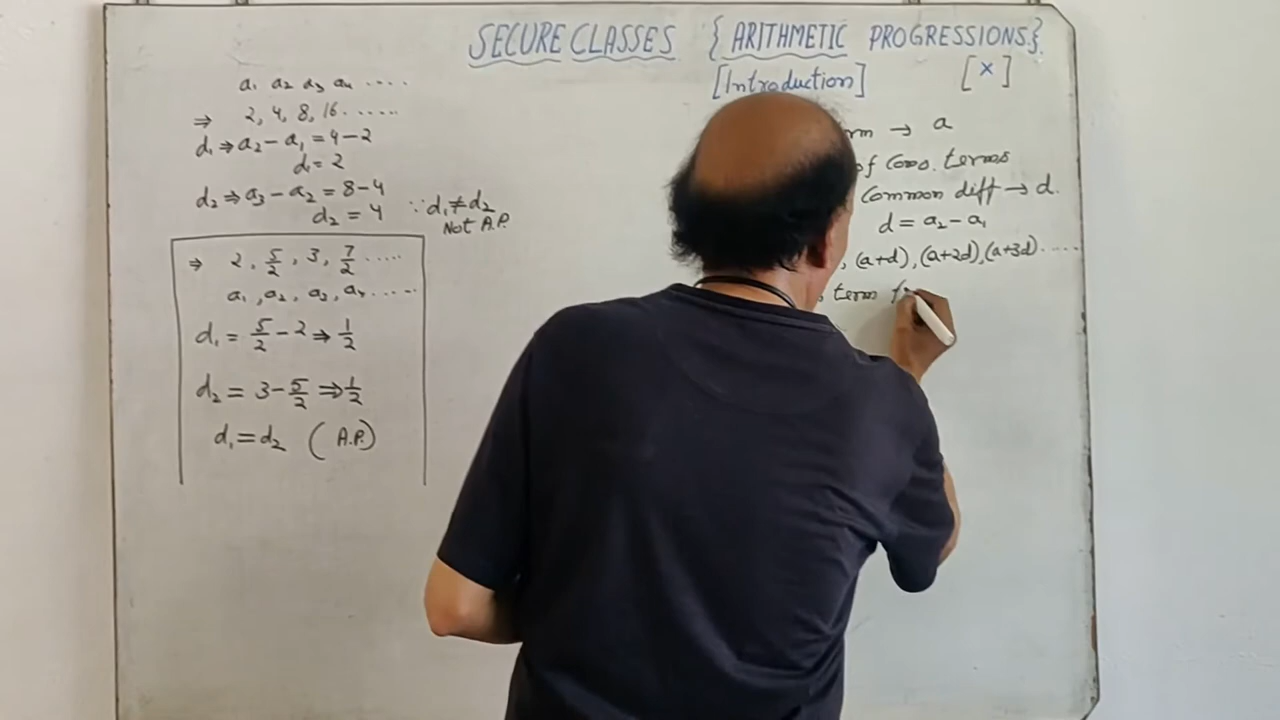 SECURE CLASSES { ARITHMETIC PROGRESSIONS}
[Introduction] [x]
a₁ a₂ a₃ a₄ ....
⇒ 2, 4, 8, 16......
d₁ ⇒ a₂ - a₁ = 4 - 2
d = 2
d₂ ⇒ a₃ - a₂ = 8 - 4
d₂ = 4 ∵ d₁ ≠ d₂
Not A.P.
⇒ 2, 5/2, 3, 7/2 .....
a₁, a₂, a₃, a₄.....
d₁ = 5/2 - 2 ⇒ 1/2
d₂ = 3 - 5/2 ⇒ 1/2
d₁ = d₂ (A.P.)
→ a
of Cons. terms
Common diff → d.
d = a₂ - a₁
, (a+d), (a+2d), (a+3d).....
term